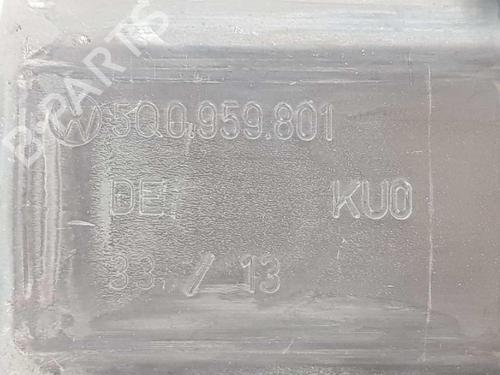 B-PARTS
5Q0.959.801
DE KU0
33 / 13